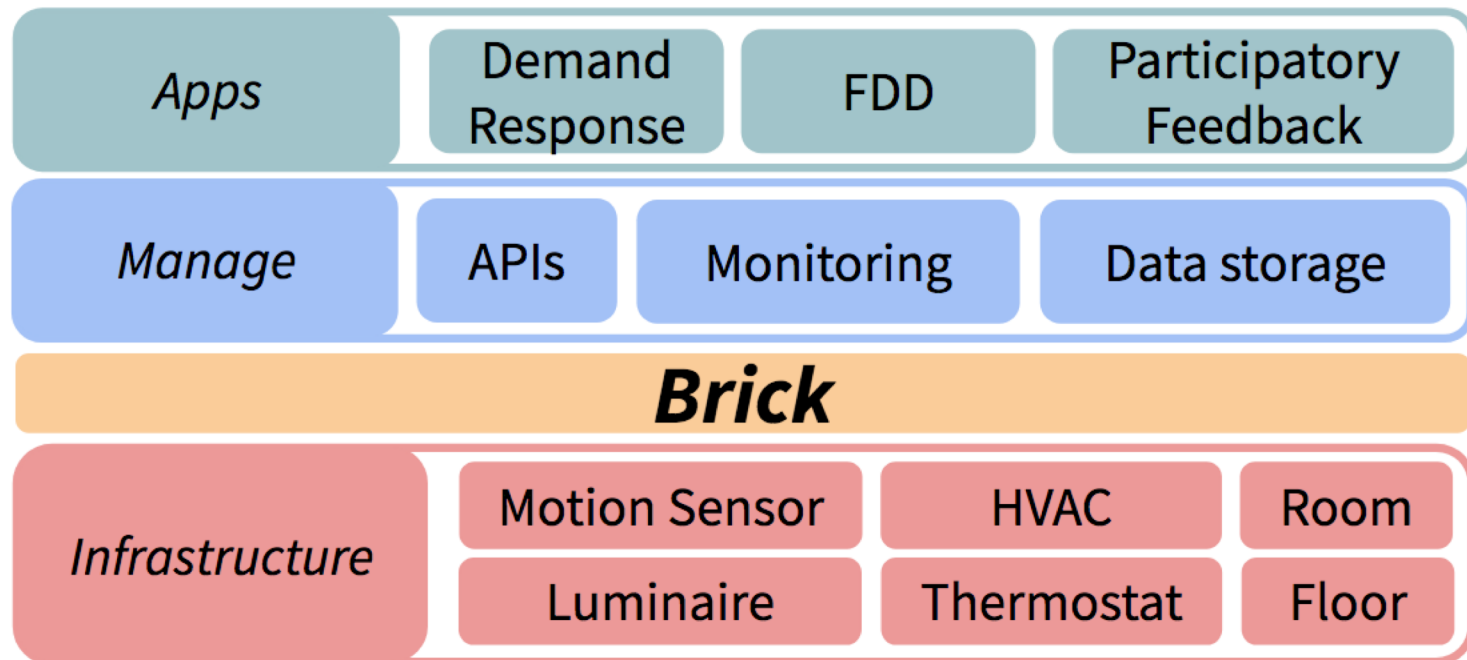 Apps
Demand
Response
FDD
Participatory
Feedback
Manage
APIs
Monitoring
Data storage
Brick
Infrastructure
Motion Sensor
HVAC
Room
Luminaire
Thermostat
Floor